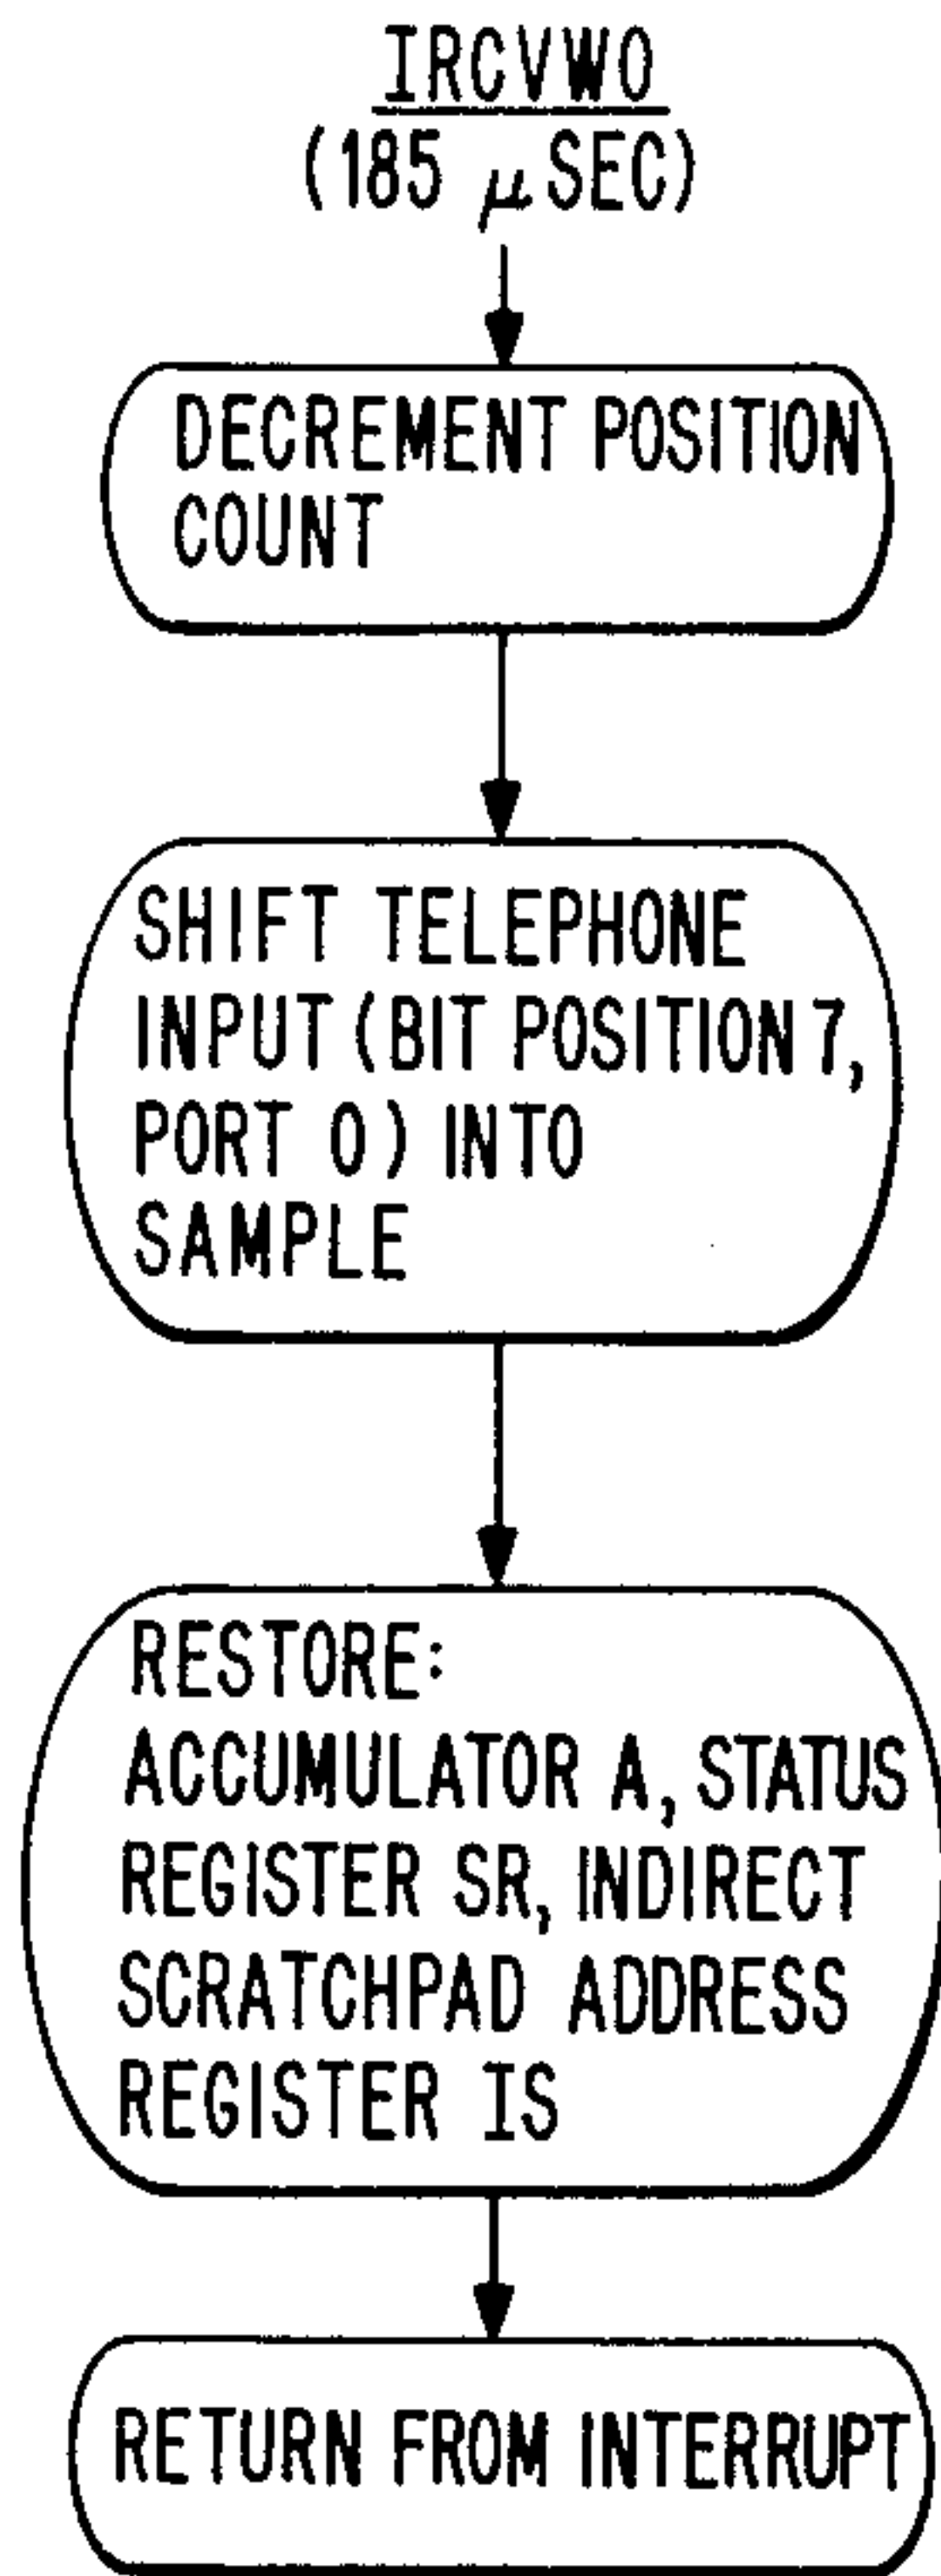 IRCVWO
(185 μSEC)
DECREMENT POSITION
COUNT
SHIFT TELEPHONE
INPUT (BIT POSITION 7,
PORT 0) INTO
SAMPLE
RESTORE:
ACCUMULATOR A, STATUS
REGISTER SR, INDIRECT
SCRATCHPAD ADDRESS
REGISTER IS
RETURN FROM INTERRUPT